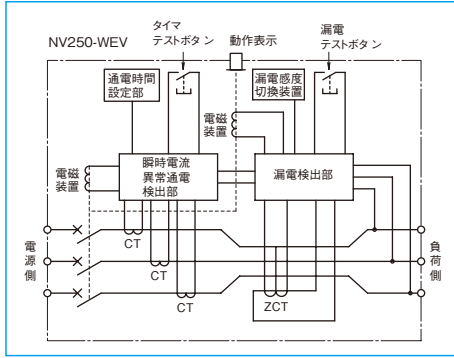 NV250-WEV
タイマ
テストボタン
動作表示
漏電
テストボタン
通電時間
設定部
漏電感度
切換装置
電磁
装置
電磁
装置
瞬時電流
異常通電
検出部
漏電検出部
CT
CT
CT
ZCT
電源側
負荷側